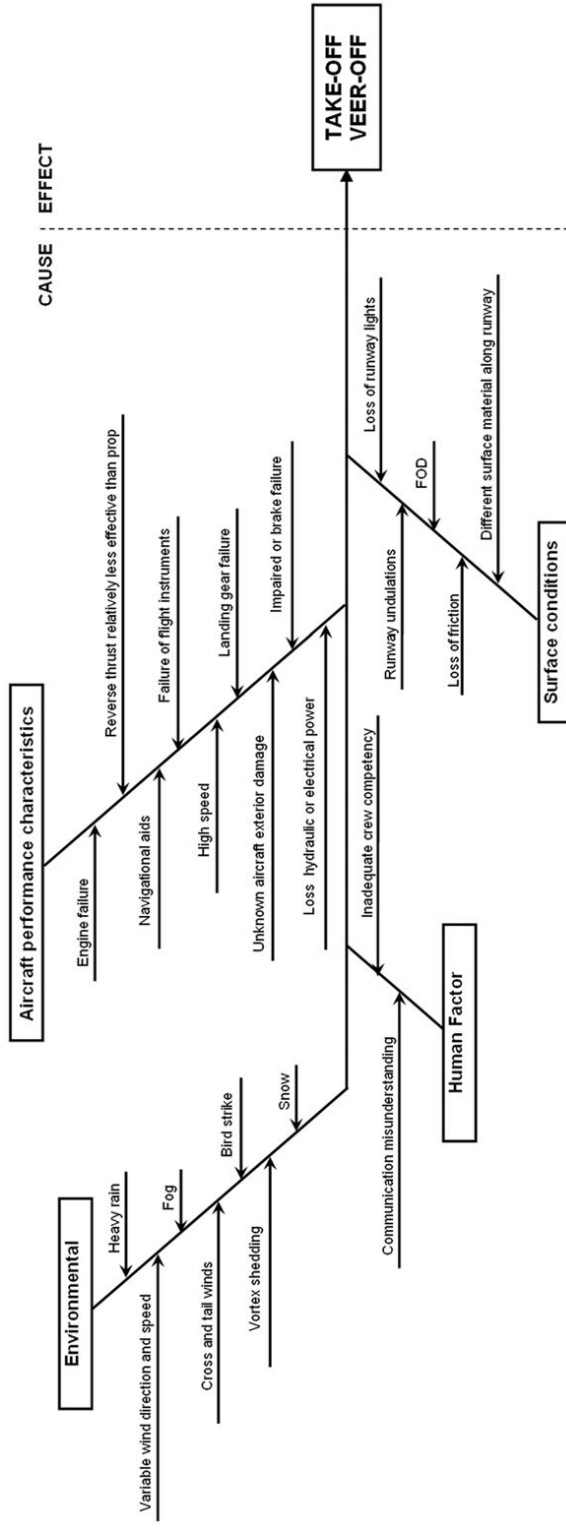 CAUSE
EFFECT
TAKE-OFF
VEER-OFF
Environmental
Heavy rain
Variable wind direction and speed
Fog
Cross and tail winds
Bird strike
Vortex shedding
Snow
Aircraft performance characteristics
Engine failure
Reverse thrust relatively less effective than prop
Navigational aids
Failure of flight instruments
High speed
Landing gear failure
Unknown aircraft exterior damage
Impaired or brake failure
Loss hydraulic or electrical power
Human Factor
Inadequate crew competency
Communication misunderstanding
Surface conditions
Loss of runway lights
Runway undulations
FOD
Loss of friction
Different surface material along runway